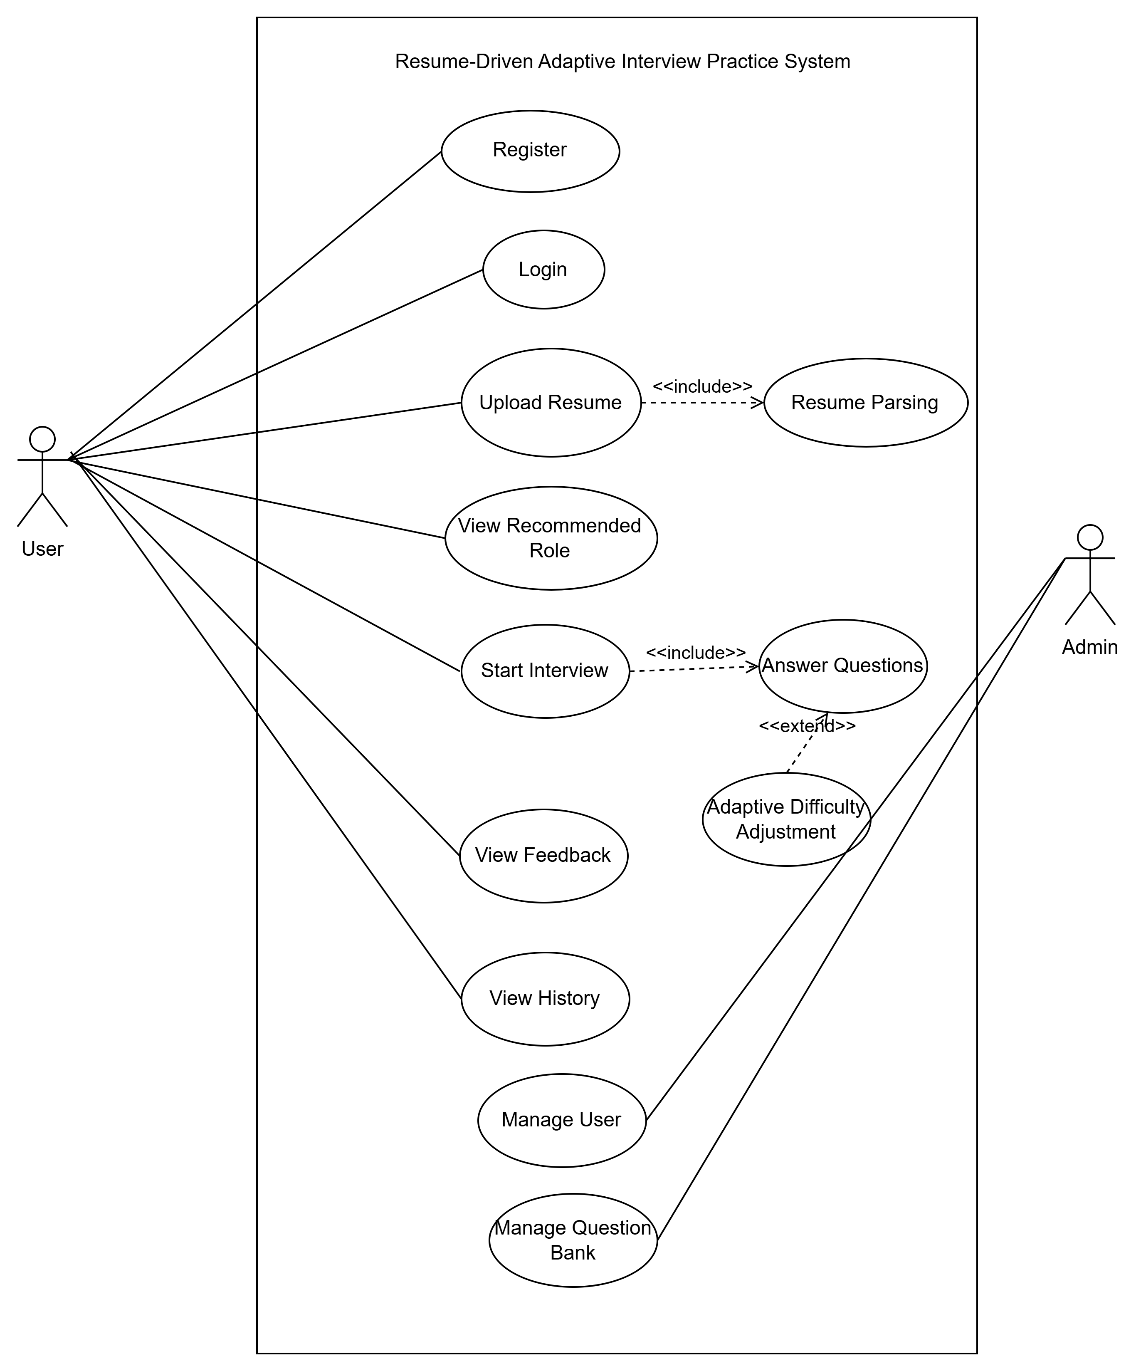 Resume-Driven Adaptive Interview Practice System
Register
Login
Upload Resume
<<include>>
Resume Parsing
User
View Recommended
Role
Start Interview
<<include>>
Answer Questions
Admin
<<extend>>
Adaptive Difficulty
Adjustment
View Feedback
View History
Manage User
Manage Question
Bank